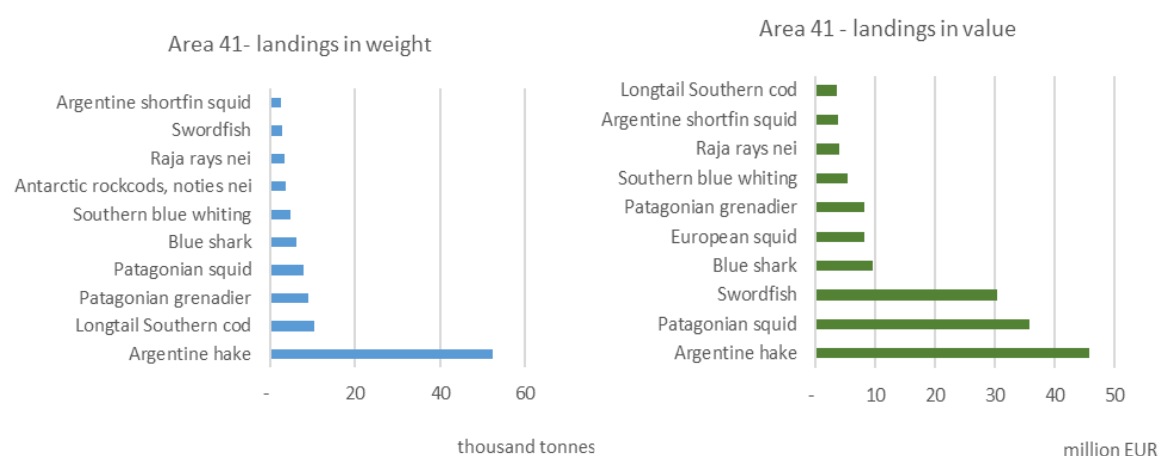 Area 41- landings in weight
Argentine shortfin squid
Swordfish
Raja rays nei
Antarctic rockcods, noties nei
Southern blue whiting
Blue shark
Patagonian squid
Patagonian grenadier
Longtail Southern cod
Argentine hake
- 20 40 60
thousand tonnes
Area 41 - landings in value
Longtail Southern cod
Argentine shortfin squid
Raja rays nei
Southern blue whiting
Patagonian grenadier
European squid
Blue shark
Swordfish
Patagonian squid
Argentine hake
- 10 20 30 40 50
million EUR